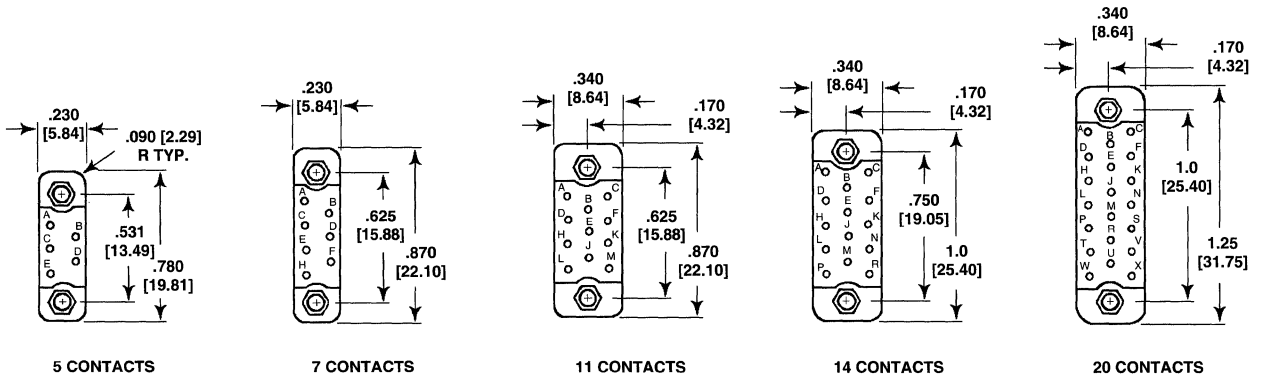 .230
[5.84]
.090 [2.29]
R TYP.
A
B
C
D
E
.531
[13.49]
.780
[19.81]
5 CONTACTS
.230
[5.84]
A
B
C
D
E
F
H
.625
[15.88]
.870
[22.10]
7 CONTACTS
.340
[8.64]
.170
[4.32]
A
B
C
D
E
F
H
J
K
L
M
.625
[15.88]
.870
[22.10]
11 CONTACTS
.340
[8.64]
.170
[4.32]
A
B
C
D
E
F
H
J
K
L
M
N
P
R
.750
[19.05]
1.0
[25.40]
14 CONTACTS
.340
[8.64]
.170
[4.32]
A
B
C
D
E
F
H
J
K
L
M
N
P
R
S
T
U
V
W
X
1.0
[25.40]
1.25
[31.75]
20 CONTACTS